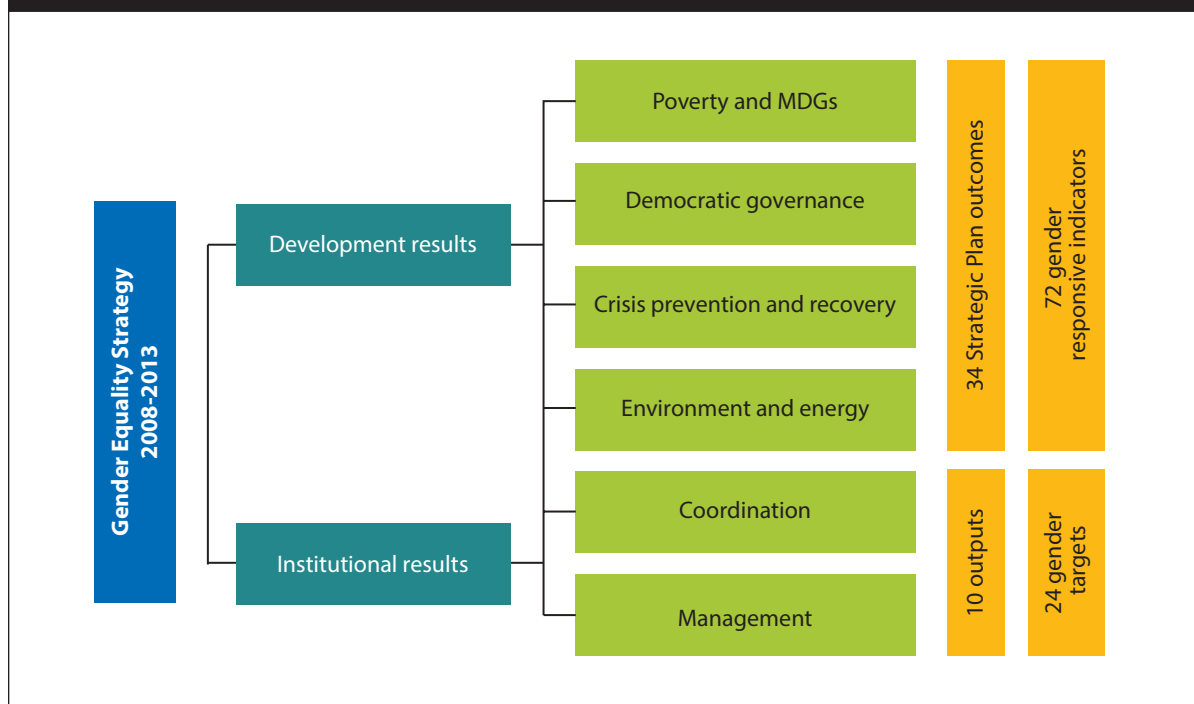 Gender Equality Strategy
2008-2013
Development results
Institutional results
Poverty and MDGs
Democratic governance
Crisis prevention and recovery
Environment and energy
Coordination
Management
34 Strategic Plan outcomes
72 gender
responsive indicators
10 outputs
24 gender
targets